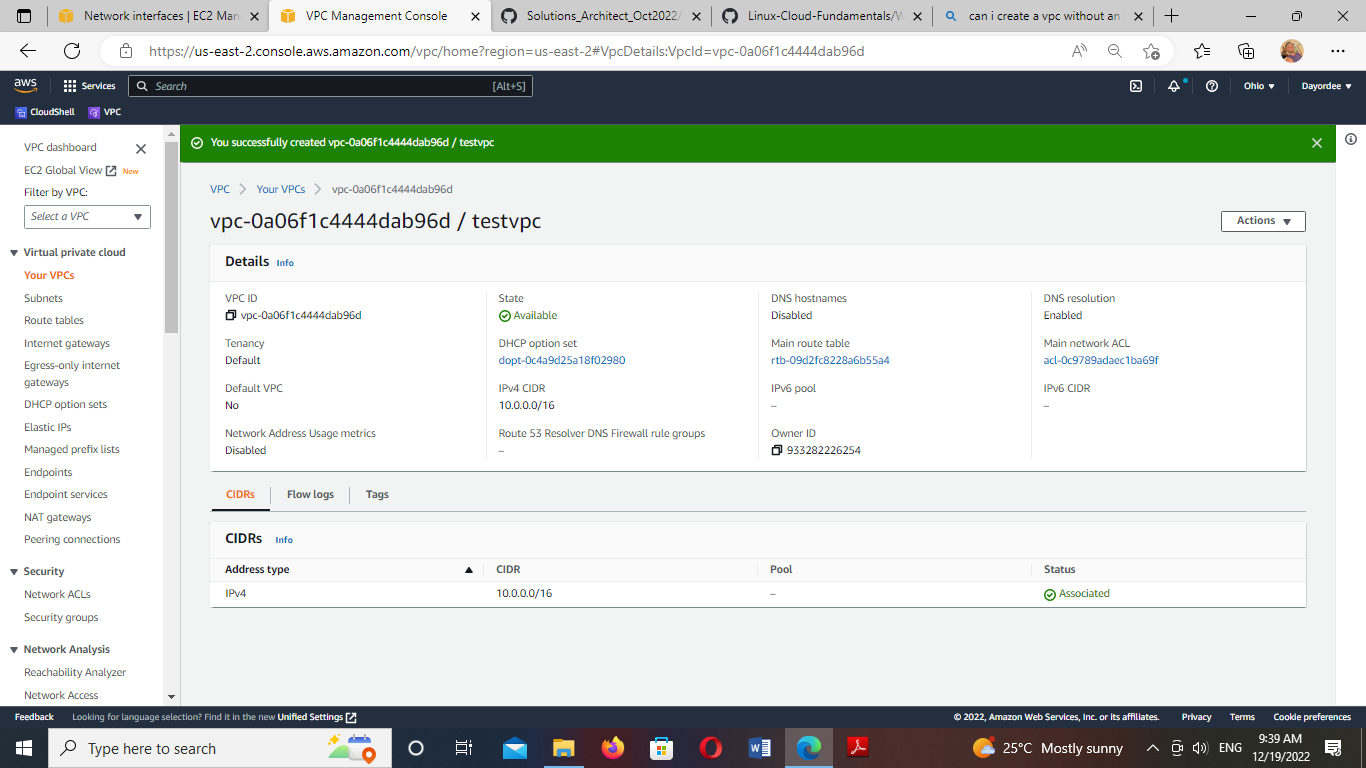 Network interfaces | EC2 Man
VPC Management Console
Solutions_Architect_Oct2022/
Linux-Cloud-Fundamentals/W
can i create a vpc without an
https://us-east-2.console.aws.amazon.com/vpc/home?region=us-east-2#VpcDetails:VpcId=vpc-0a06f1c4444dab96d
aws
Services
Search
[Alt+S]
Ohio
Dayordee
CloudShell
VPC
VPC dashboard
EC2 Global View
New
Filter by VPC:
Select a VPC
Virtual private cloud
Your VPCs
Subnets
Route tables
Internet gateways
Egress-only internet
gateways
DHCP option sets
Elastic IPs
Managed prefix lists
Endpoints
Endpoint services
NAT gateways
Peering connections
Security
Network ACLs
Security groups
Network Analysis
Reachability Analyzer
Network Access
You successfully created vpc-0a06f1c4444dab96d / testvpc
VPC
Your VPCs
vpc-0a06f1c4444dab96d
vpc-0a06f1c4444dab96d / testvpc
Actions
Details
Info
VPC ID
vpc-0a06f1c4444dab96d
State
Available
DNS hostnames
Disabled
DNS resolution
Enabled
Tenancy
Default
DHCP option set
dopt-0c4a9d25a18f02980
Main route table
rtb-09d2fc8228a6b55a4
Main network ACL
acl-0c9789adaec1ba69f
Default VPC
No
IPv4 CIDR
10.0.0.0/16
IPv6 pool
–
IPv6 CIDR
–
Network Address Usage metrics
Disabled
Route 53 Resolver DNS Firewall rule groups
–
Owner ID
933282226254
CIDRs
Flow logs
Tags
CIDRs
Info
Address type
CIDR
Pool
Status
IPv4
10.0.0.0/16
–
Associated
Feedback
Looking for language selection? Find it in the new Unified Settings
© 2022, Amazon Web Services, Inc. or its affiliates.
Privacy
Terms
Cookie preferences
Type here to search
25°C Mostly sunny
ENG
9:39 AM
12/19/2022